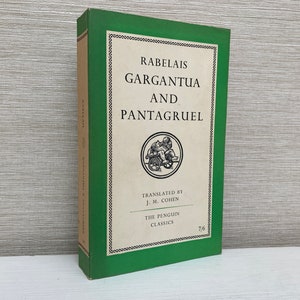 RABELAIS
GARGANTUA
AND
PANTAGRUEL
TRANSLATED BY
J. M. COHEN
THE PENGUIN
CLASSICS
7/6